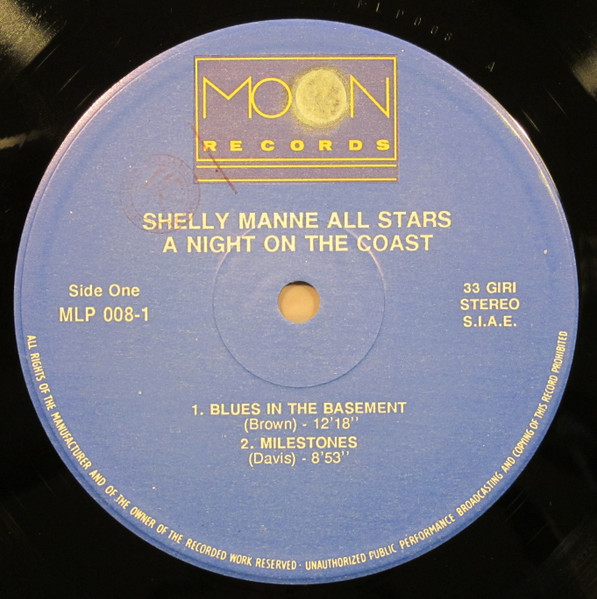 MLP008 A
MOON
RECORDS
SHELLY MANNE ALL STARS
A NIGHT ON THE COAST
Side One
MLP 008-1
33 GIRI
STEREO
S.I.A.E.
1. BLUES IN THE BASEMENT
(Brown) - 12'18''
2. MILESTONES
(Davis) - 8'53''
ALL RIGHTS OF THE MANUFACTURER AND OF THE OWNER OF THE RECORDED WORK RESERVED · UNAUTHORIZED PUBLIC PERFORMANCE BROADCASTING AND COPYING OF THIS RECORD PROHIBITED